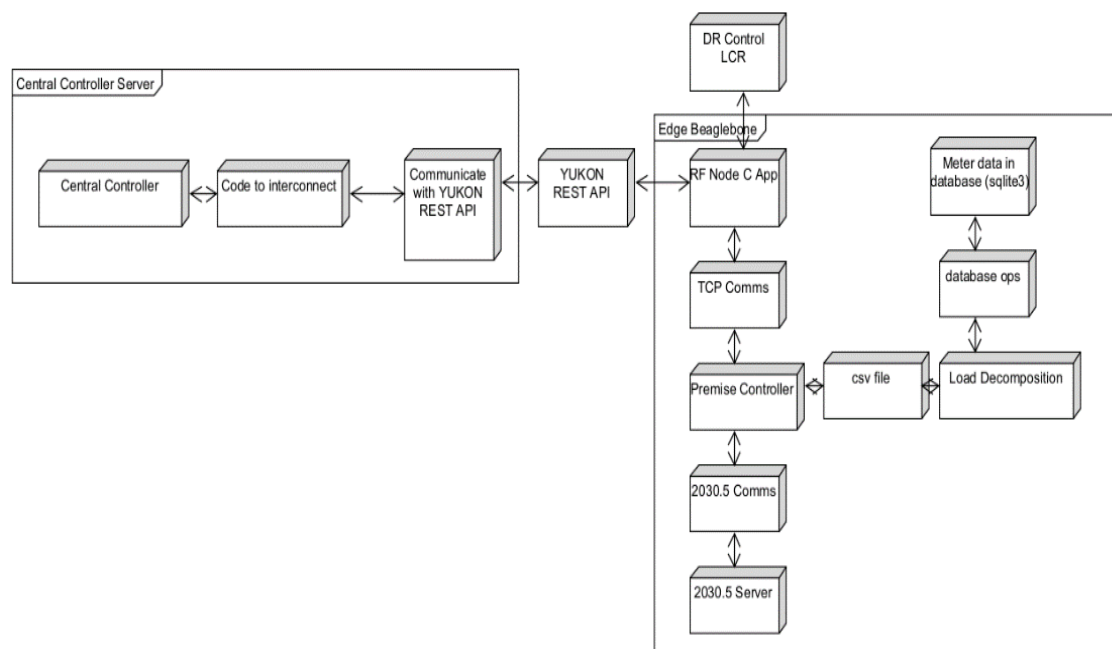 DR Control
LCR
Central Controller Server
Edge Beaglebone
Central Controller
Code to interconnect
Communicate
with YUKON
REST API
YUKON
REST API
RF Node C App
Meter data in
database (sqlite3)
TCP Comms
database ops
Premise Controller
csv file
Load Decomposition
2030.5 Comms
2030.5 Server